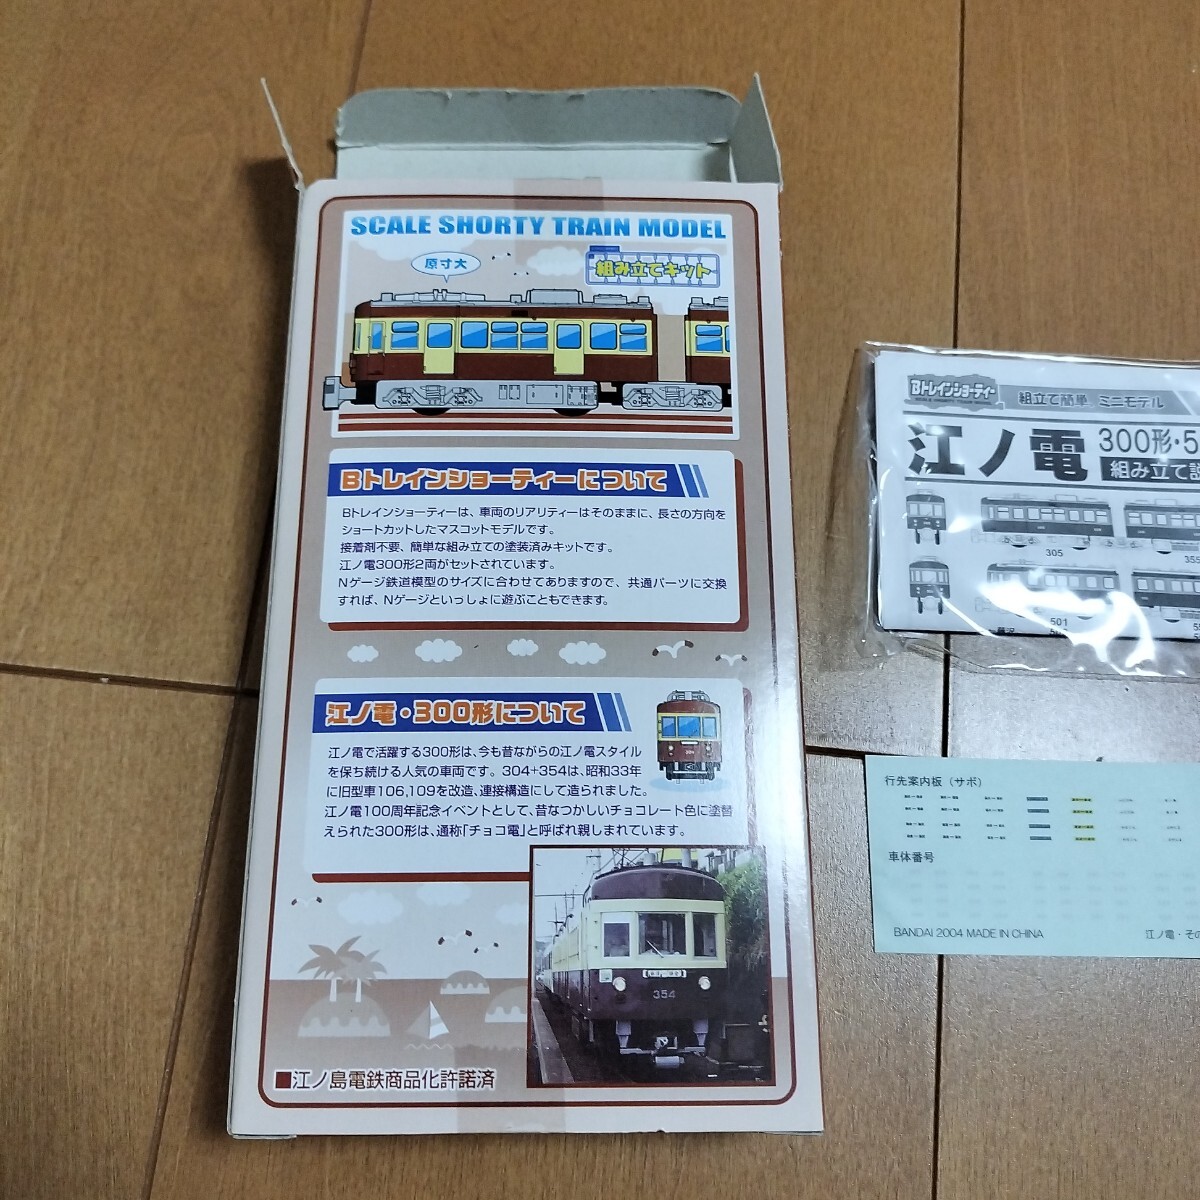 SCALE SHORTY TRAIN MODEL
原寸大
組み立てキット
Bトレインショーティーについて
Bトレインショーティーは、車両のリアリティーはそのままに、長さの方向を
ショートカットしたマスコットモデルです。
接着剤不要、簡単な組み立ての塗装済みキットです。
江ノ電300形2両がセットされています。
Nゲージ鉄道模型のサイズに合わせてありますので、共通パーツに交換
すれば、Nゲージといっしょに遊ぶこともできます。
江ノ電・300形について
江ノ電で活躍する300形は、今も昔ながらの江ノ電スタイル
を保ち続ける人気の車両です。304+354は、昭和33年
に旧型車106,109を改造、連接構造にして造られました。
江ノ電100周年記念イベントとして、昔なつかしいチョコレート色に塗替
えられた300形は、通称「チョコ電」と呼ばれ親しまれています。
354
■江ノ島電鉄商品化許諾済
Bトレインショーティー
SCALE SHORTY TRAIN MODEL
組立て簡単 ミニモデル
江ノ電
300形・5
組み立て説
305
355
501
行先案内板（サボ）
車体番号
BANDAI 2004 MADE IN CHINA
江ノ電・その